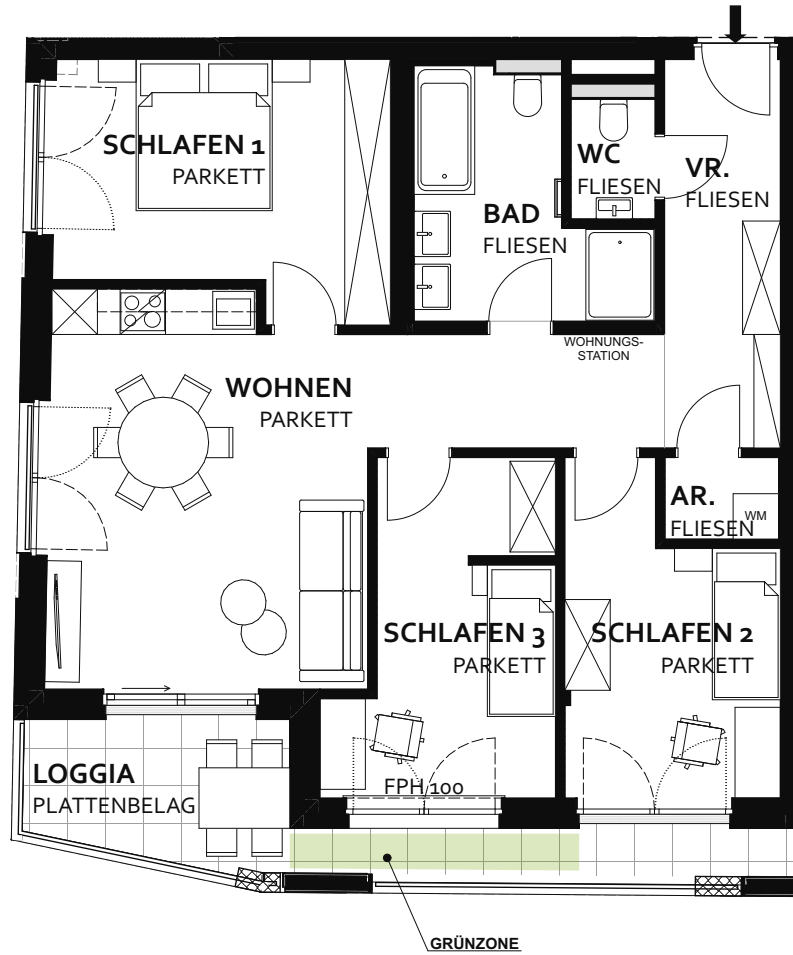 SCHLAFEN 1
PARKETT
WC
FLIESEN
VR.
FLIESEN
BAD
FLIESEN
WOHNUNGS-
STATION
WOHNEN
PARKETT
AR.
FLIESEN
WM
SCHLAFEN 3
PARKETT
SCHLAFEN 2
PARKETT
LOGGIA
PLATTENBELAG
FPH 100
GRÜNZONE